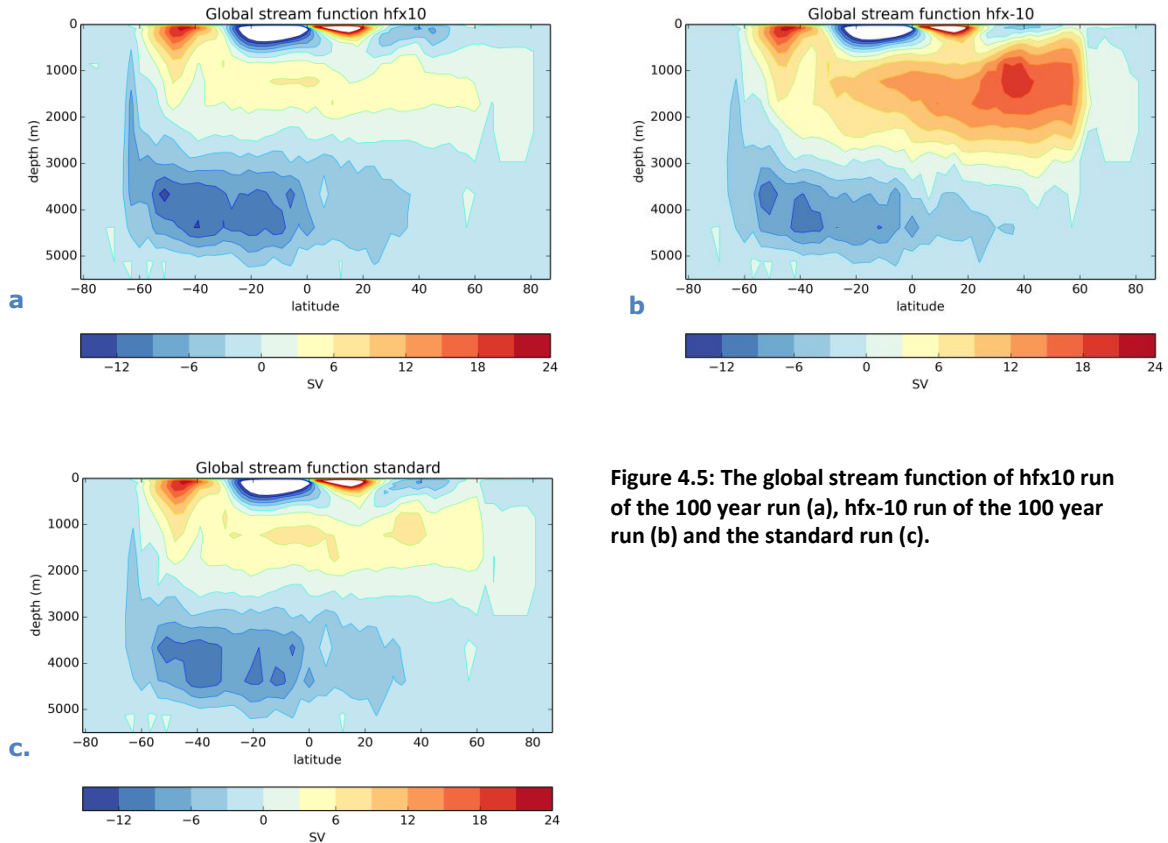 Global stream function hfx10
0
1000
2000
3000
4000
5000
depth (m)
−80 −60 −40 −20 0 20 40 60 80
latitude
a
−12 −6 0 6 12 18 24
SV
Global stream function hfx-10
0
1000
2000
3000
4000
5000
depth (m)
−80 −60 −40 −20 0 20 40 60 80
latitude
b
−12 −6 0 6 12 18 24
SV
Global stream function standard
0
1000
2000
3000
4000
5000
depth (m)
−80 −60 −40 −20 0 20 40 60 80
latitude
c.
−12 −6 0 6 12 18 24
SV
Figure 4.5: The global stream function of hfx10 run
of the 100 year run (a), hfx-10 run of the 100 year
run (b) and the standard run (c).